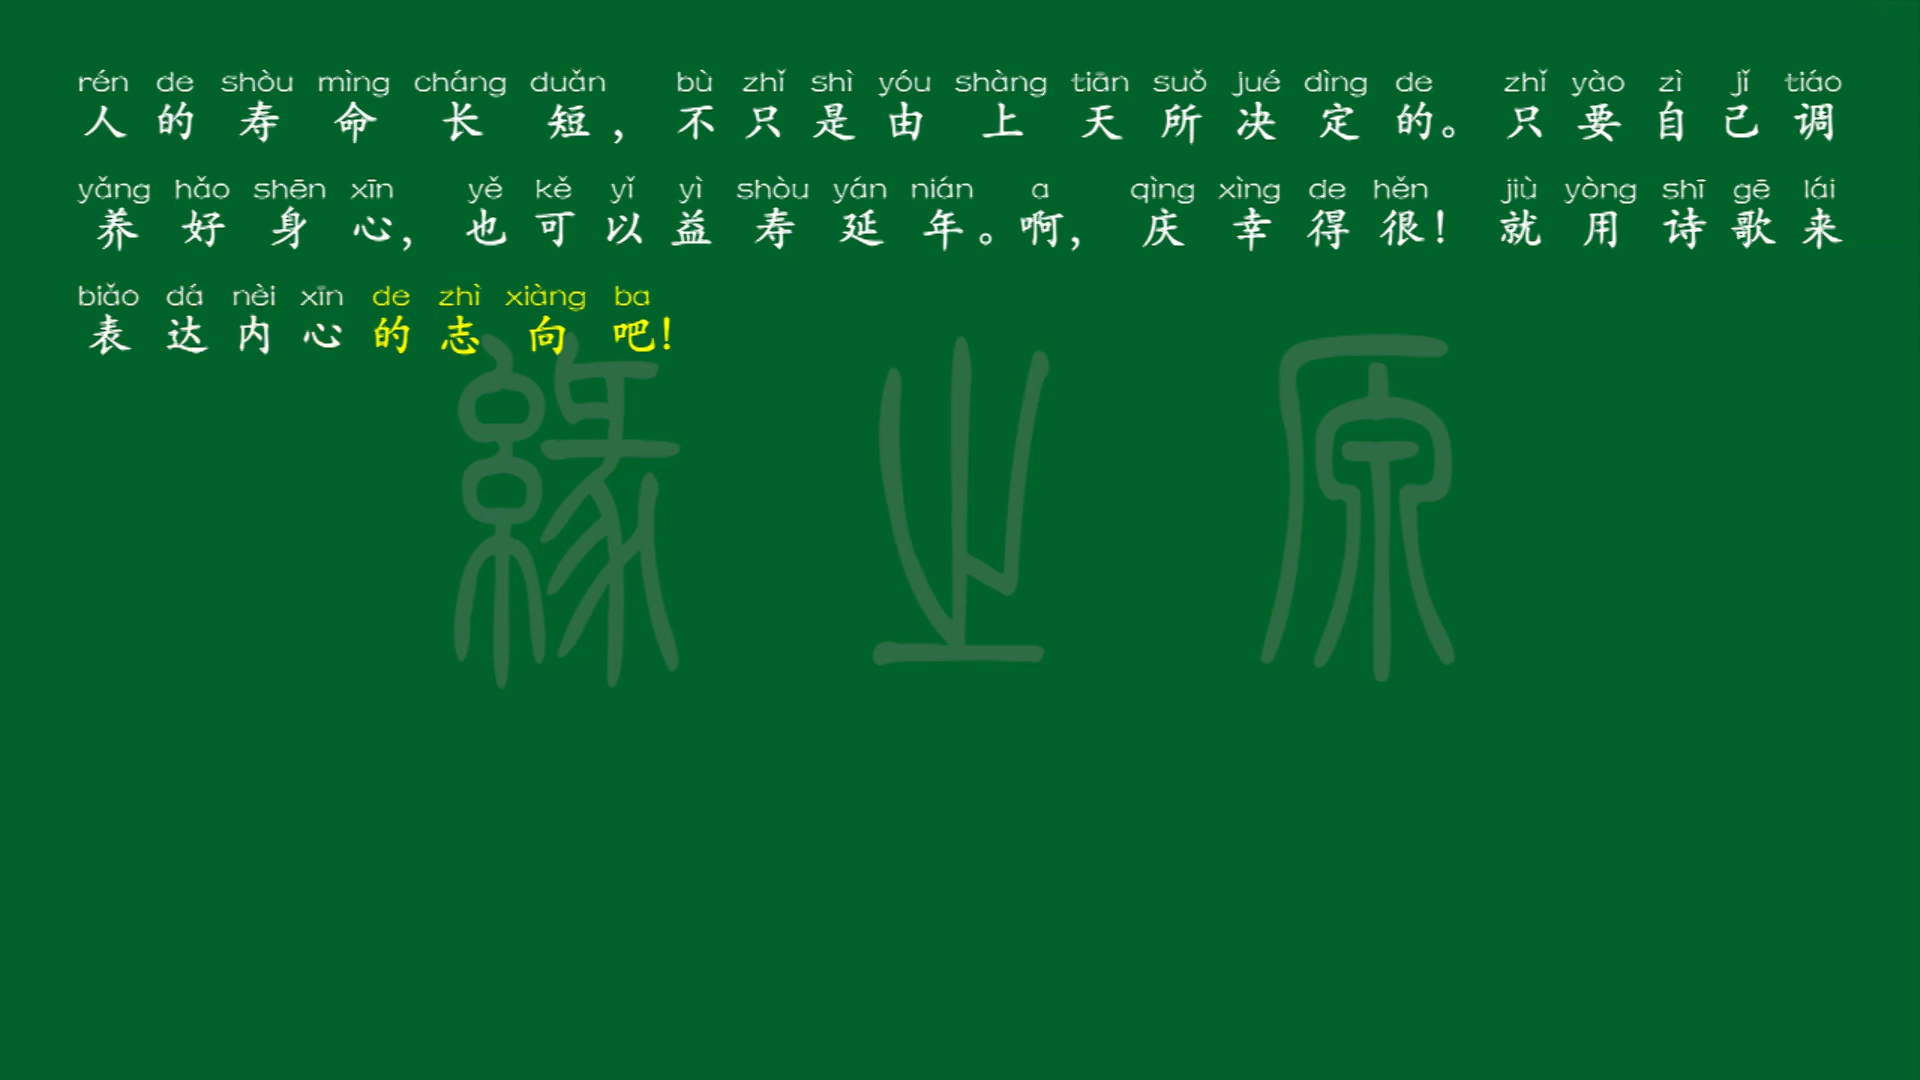 rén de shòu mìng cháng duǎn bù zhǐ shì yóu shàng tiān suǒ jué dìng de zhǐ yào zì jǐ tiáo
人的寿命长短，不只是由上天所决定的。只要自己调
yǎng hǎo shēn xīn yě kě yǐ yì shòu yán nián a qìng xìng de hěn jiù yòng shī gē lái
养好身心，也可以益寿延年。啊，庆幸得很！就用诗歌来
biǎo dá nèi xīn de zhì xiàng ba
表达内心的志向吧！
緣业原